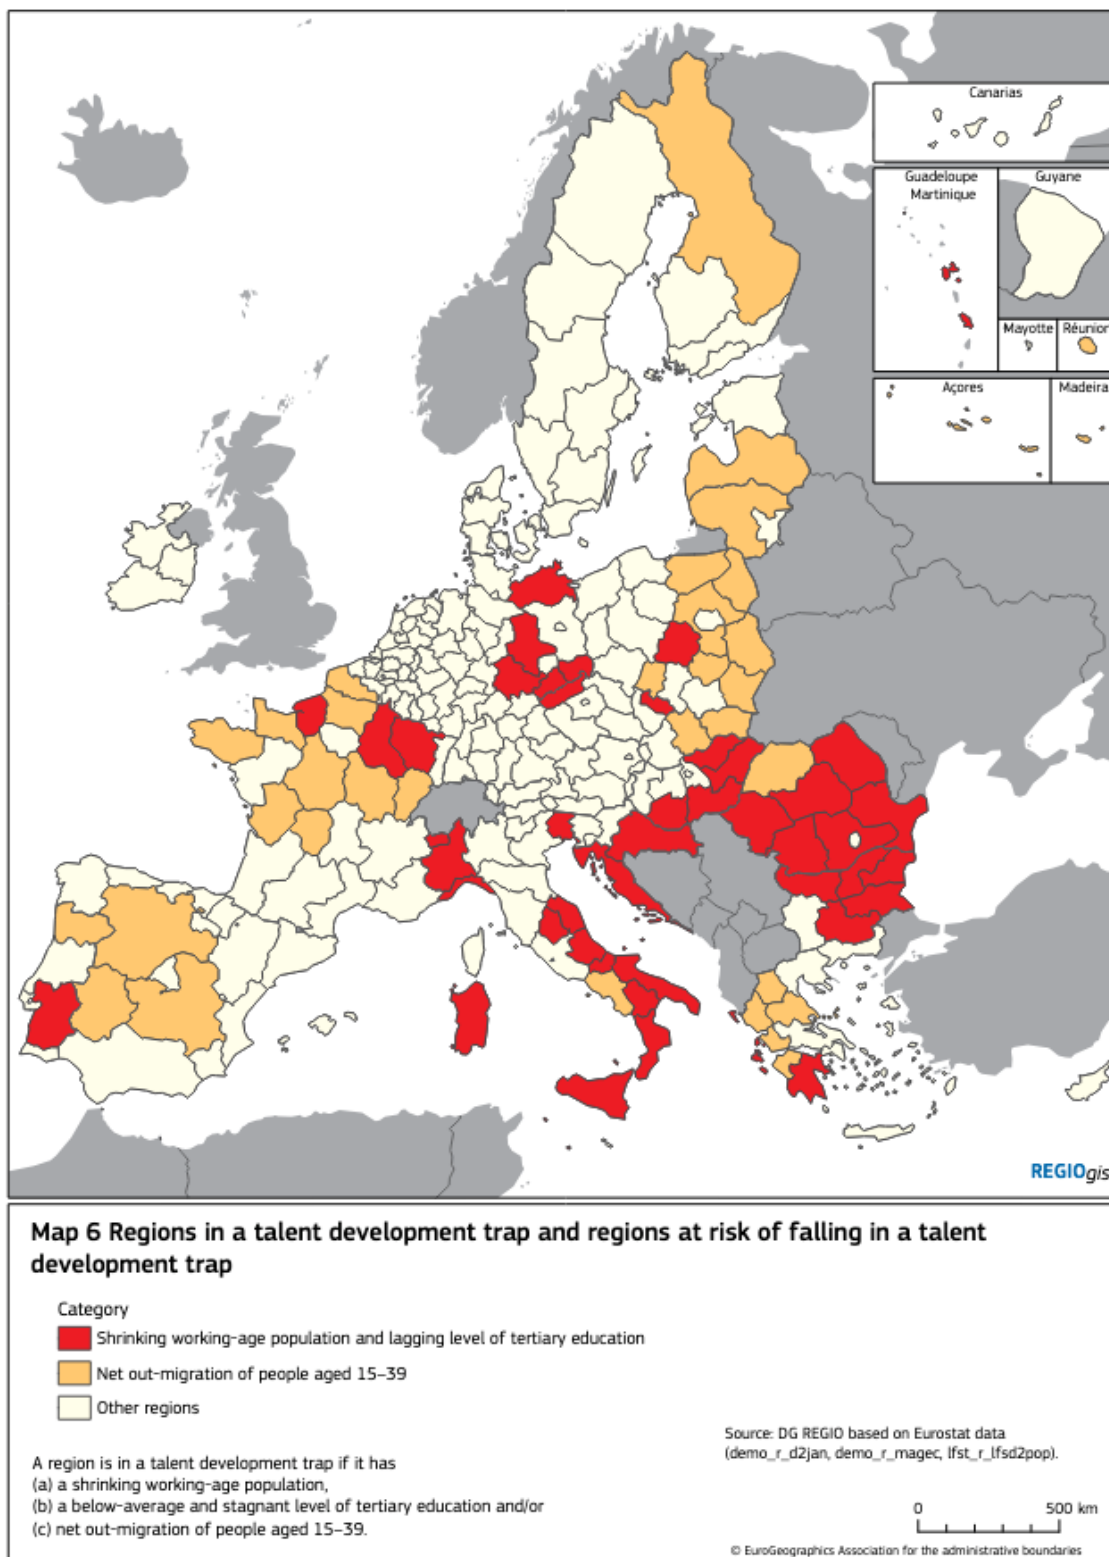 Canarias
Guadeloupe
Martinique
Guyane
Mayotte
Réunion
Açores
Madeira
REGIOgis
Map 6 Regions in a talent development trap and regions at risk of falling in a talent
development trap
Category
Shrinking working-age population and lagging level of tertiary education
Net out-migration of people aged 15–39
Other regions
Source: DG REGIO based on Eurostat data
(demo_r_d2jan, demo_r_magec, lfst_r_lfsd2pop).
A region is in a talent development trap if it has
(a) a shrinking working-age population,
(b) a below-average and stagnant level of tertiary education and/or
(c) net out-migration of people aged 15–39.
0 500 km
© EuroGeographics Association for the administrative boundaries